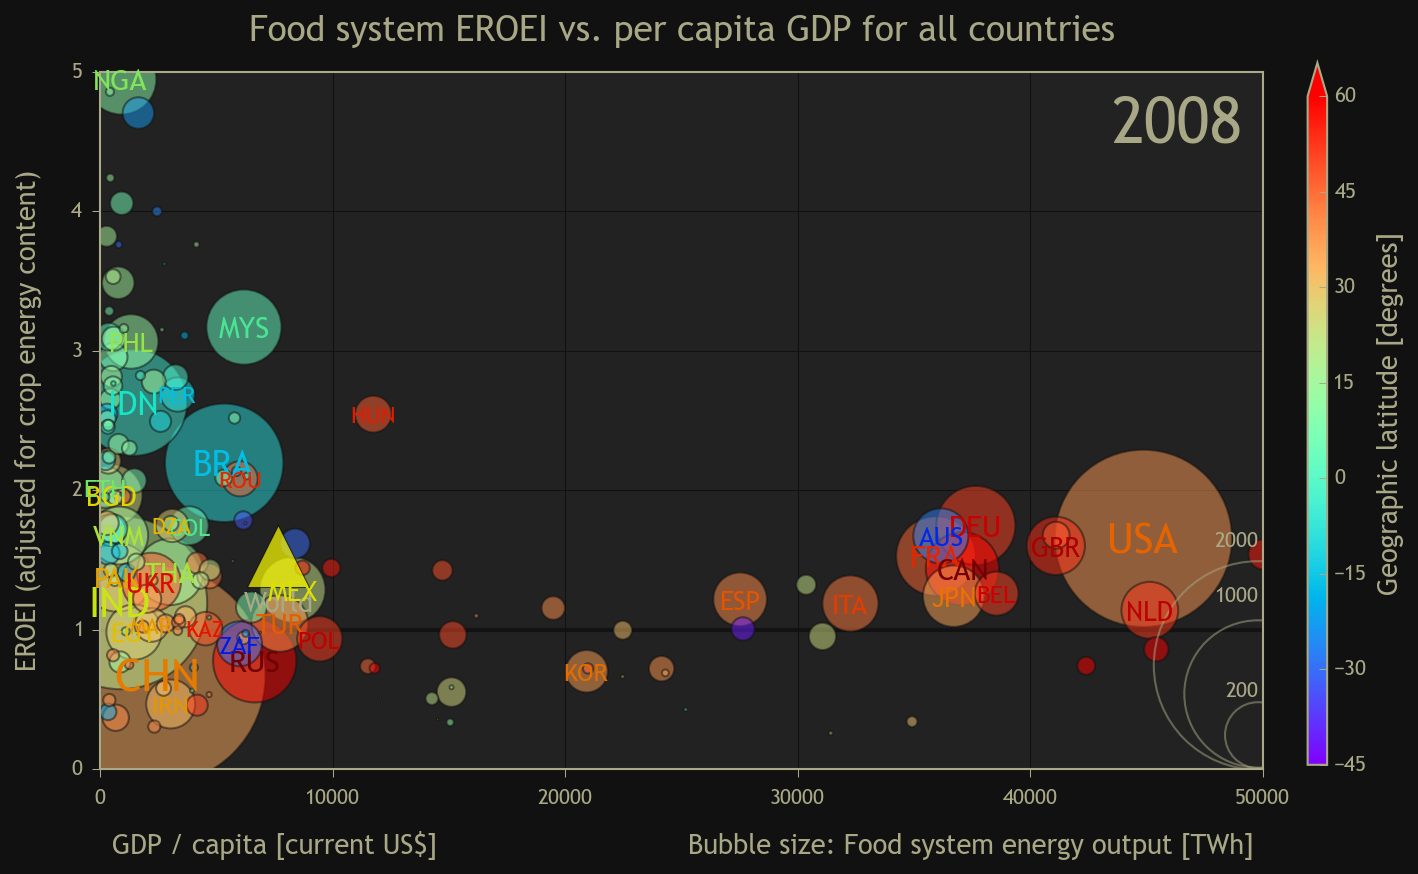 Food system EROEI vs. per capita GDP for all countries
2008
EROEI (adjusted for crop energy content)
5
4
3
2
1
0
0
10000
20000
30000
40000
50000
GDP / capita [current US$]
Bubble size: Food system energy output [TWh]
Geographic latitude [degrees]
60
45
30
15
0
−15
−30
−45
NGA
MYS
PHL
PER
IDN
HUN
BRA
ROU
BGD
DZA
VNM
THA
UKR
IND
MEX
World
TUR
KAZ
ZAF
POL
RUS
CHN
IRN
KOR
ESP
ITA
AUS
DEU
FRA
CAN
JPN
BEL
GBR
USA
NLD
2000
1000
200